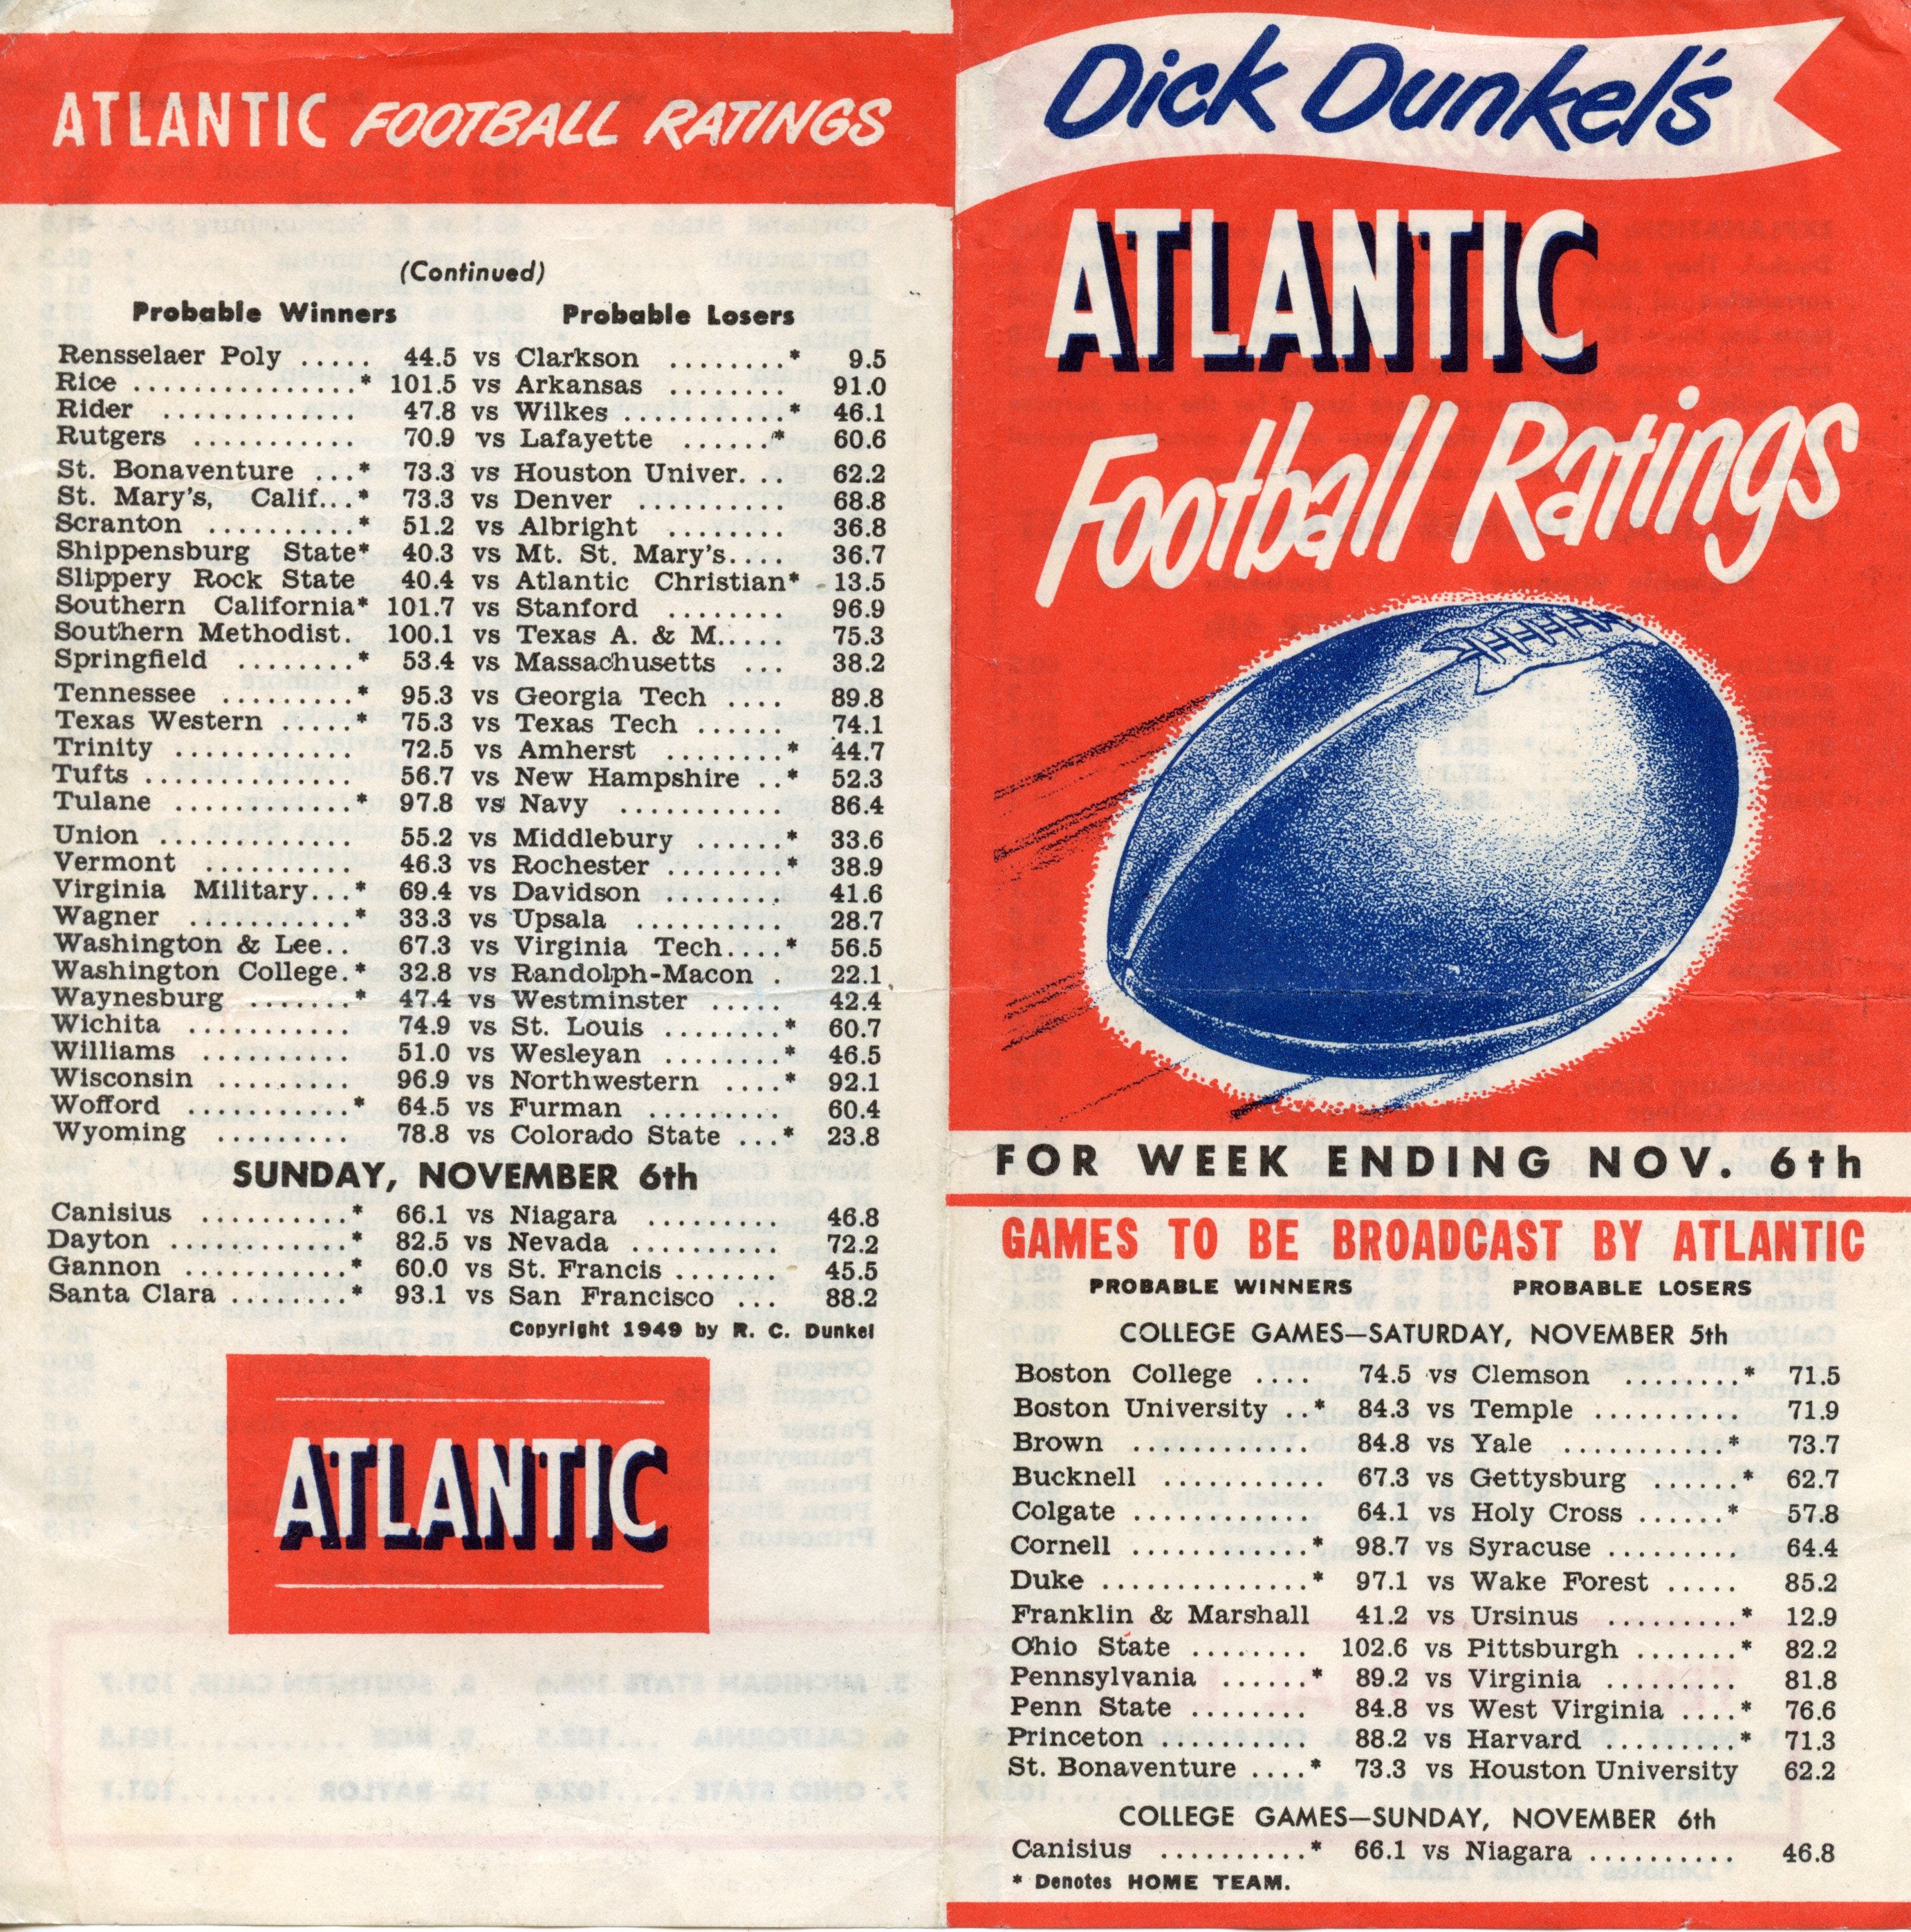 ATLANTIC FOOTBALL RATINGS
(Continued)
Probable Winners Probable Losers
Rensselaer Poly ..... 44.5 vs Clarkson ........* 9.5
Rice ...............* 101.5 vs Arkansas ........ 91.0
Rider ............. 47.8 vs Wilkes .........* 46.1
Rutgers .......... 70.9 vs Lafayette ......* 60.6
St. Bonaventure ...* 73.3 vs Houston Univer. .. 62.2
St. Mary's, Calif...* 73.3 vs Denver .......... 68.8
Scranton ..........* 51.2 vs Albright ........ 36.8
Shippensburg State* 40.3 vs Mt. St. Mary's.... 36.7
Slippery Rock State 40.4 vs Atlantic Christian* 13.5
Southern California* 101.7 vs Stanford ........ 96.9
Southern Methodist. 100.1 vs Texas A. & M.... 75.3
Springfield ........* 53.4 vs Massachusetts ... 38.2
Tennessee .........* 95.3 vs Georgia Tech .... 89.8
Texas Western .....* 75.3 vs Texas Tech ...... 74.1
Trinity ............ 72.5 vs Amherst ........* 44.7
Tufts .............. 56.7 vs New Hampshire ..* 52.3
Tulane ............* 97.8 vs Navy ........... 86.4
Union ............. 55.2 vs Middlebury ......* 33.6
Vermont .......... 46.3 vs Rochester .......* 38.9
Virginia Military...* 69.4 vs Davidson ........ 41.6
Wagner ...........* 33.3 vs Upsala .......... 28.7
Washington & Lee.. 67.3 vs Virginia Tech....* 56.5
Washington College.* 32.8 vs Randolph-Macon . 22.1
Waynesburg .......* 47.4 vs Westminster ..... 42.4
Wichita ........... 74.9 vs St. Louis .......* 60.7
Williams .......... 51.0 vs Wesleyan .......* 46.5
Wisconsin ......... 96.9 vs Northwestern ....* 92.1
Wofford ...........* 64.5 vs Furman ......... 60.4
Wyoming ......... 78.8 vs Colorado State ...* 23.8
SUNDAY, NOVEMBER 6th
Canisius ..........* 66.1 vs Niagara ......... 46.8
Dayton ............* 82.5 vs Nevada .......... 72.2
Gannon ...........* 60.0 vs St. Francis ....... 45.5
Santa Clara ........* 93.1 vs San Francisco ... 88.2
Copyright 1949 by R. C. Dunkel
ATLANTIC
Dick Dunkel's
ATLANTIC
Football Ratings
FOR WEEK ENDING NOV. 6th
GAMES TO BE BROADCAST BY ATLANTIC
PROBABLE WINNERS PROBABLE LOSERS
COLLEGE GAMES—SATURDAY, NOVEMBER 5th
Boston College .... 74.5 vs Clemson ........* 71.5
Boston University ..* 84.3 vs Temple .......... 71.9
Brown ............ 84.8 vs Yale ...........* 73.7
Bucknell .......... 67.3 vs Gettysburg .......* 62.7
Colgate ............ 64.1 vs Holy Cross ......* 57.8
Cornell ............* 98.7 vs Syracuse ......... 64.4
Duke ..............* 97.1 vs Wake Forest ..... 85.2
Franklin & Marshall 41.2 vs Ursinus .........* 12.9
Ohio State ........ 102.6 vs Pittsburgh .......* 82.2
Pennsylvania ......* 89.2 vs Virginia ......... 81.8
Penn State ........ 84.8 vs West Virginia ....* 76.6
Princeton .......... 88.2 vs Harvard .........* 71.3
St. Bonaventure ....* 73.3 vs Houston University 62.2
COLLEGE GAMES—SUNDAY, NOVEMBER 6th
Canisius ..........* 66.1 vs Niagara .......... 46.8
* Denotes HOME TEAM.